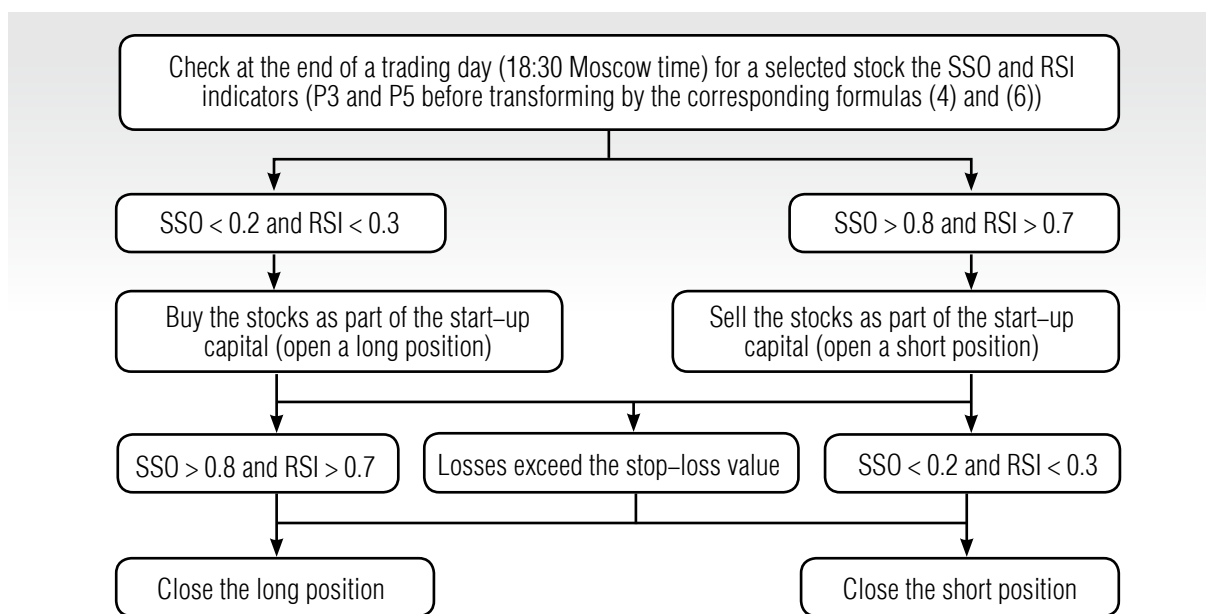 Check at the end of a trading day (18:30 Moscow time) for a selected stock the SSO and RSI
indicators (P3 and P5 before transforming by the corresponding formulas (4) and (6))
SSO < 0.2 and RSI < 0.3
SSO > 0.8 and RSI > 0.7
Buy the stocks as part of the start–up
capital (open a long position)
Sell the stocks as part of the start–up
capital (open a short position)
SSO > 0.8 and RSI > 0.7
Losses exceed the stop–loss value
SSO < 0.2 and RSI < 0.3
Close the long position
Close the short position